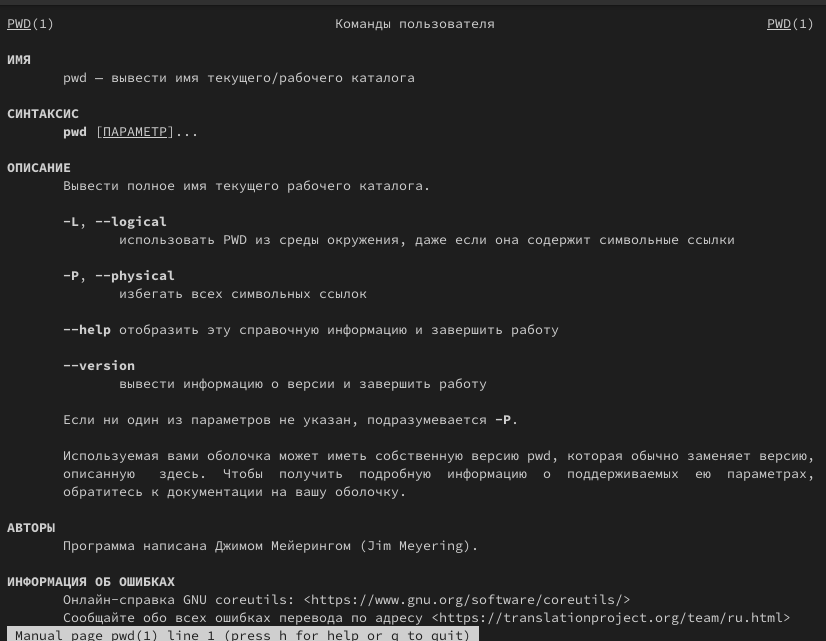 PWD(1) Команды пользователя PWD(1)
ИМЯ
pwd — вывести имя текущего/рабочего каталога
СИНТАКСИС
pwd [ПАРАМЕТР]...
ОПИСАНИЕ
Вывести полное имя текущего рабочего каталога.
-L, --logical
использовать PWD из среды окружения, даже если она содержит символьные ссылки
-P, --physical
избегать всех символьных ссылок
--help отобразить эту справочную информацию и завершить работу
--version
вывести информацию о версии и завершить работу
Если ни один из параметров не указан, подразумевается -P.
Используемая вами оболочка может иметь собственную версию pwd, которая обычно заменяет версию,
описанную здесь. Чтобы получить подробную информацию о поддерживаемых ею параметрах,
обратитесь к документации на вашу оболочку.
АВТОРЫ
Программа написана Джимом Мейерингом (Jim Meyering).
ИНФОРМАЦИЯ ОБ ОШИБКАХ
Онлайн-справка GNU coreutils: <https://www.gnu.org/software/coreutils/>
Сообщайте обо всех ошибках перевода по адресу <https://translationproject.org/team/ru.html>
Manual page pwd(1) line 1 (press h for help or q to quit)